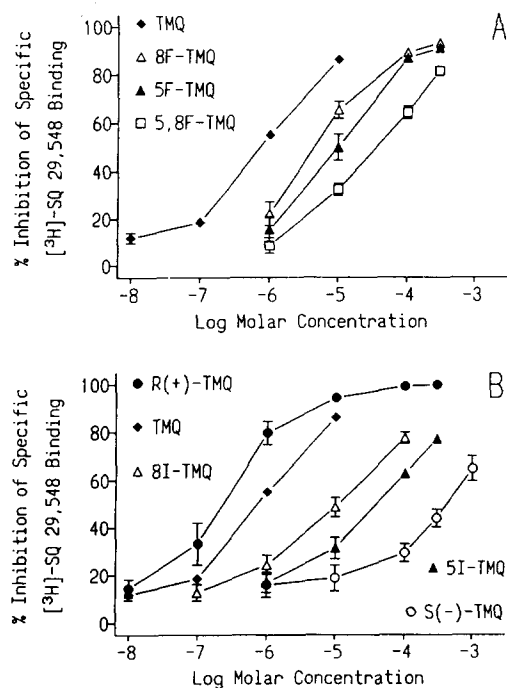 A
TMQ
8F-TMQ
5F-TMQ
5,8F-TMQ
% Inhibition of Specific
[³H]-SQ 29,548 Binding
100
80
60
40
20
0
-8 -7 -6 -5 -4 -3
Log Molar Concentration
B
R(+)-TMQ
TMQ
8I-TMQ
5I-TMQ
S(-)-TMQ
% Inhibition of Specific
[³H]-SQ 29,548 Binding
100
80
60
40
20
0
-8 -7 -6 -5 -4 -3
Log Molar Concentration